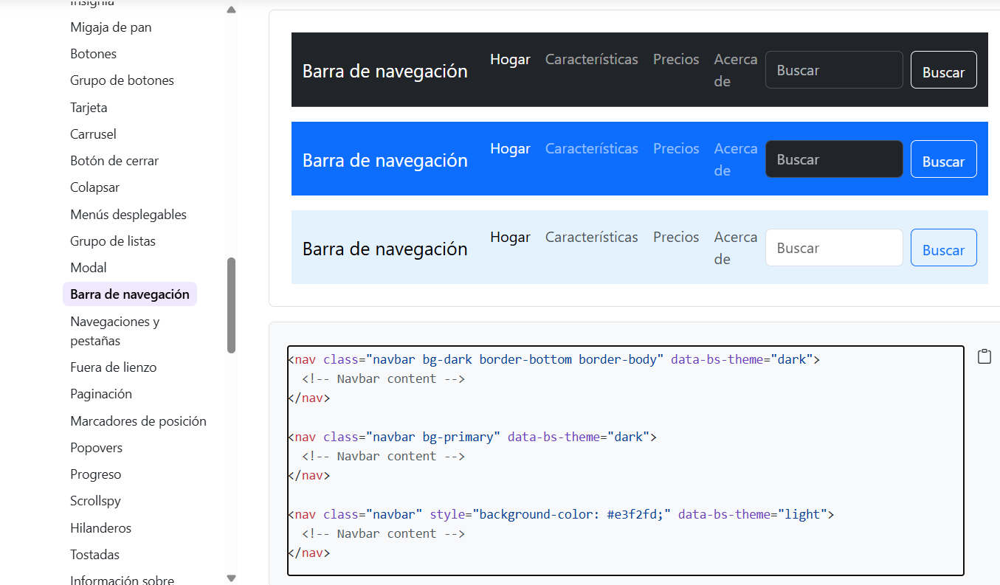 Insignia
Migaja de pan
Botones
Grupo de botones
Tarjeta
Carrusel
Botón de cerrar
Colapsar
Menús desplegables
Grupo de listas
Modal
Barra de navegación
Navegaciones y
pestañas
Fuera de lienzo
Paginación
Marcadores de posición
Popovers
Progreso
Scrollspy
Hilanderos
Tostadas
Información sobre
Barra de navegación Hogar Características Precios Acerca de Buscar Buscar
Barra de navegación Hogar Características Precios Acerca de Buscar Buscar
Barra de navegación Hogar Características Precios Acerca de Buscar Buscar
<nav class="navbar bg-dark border-bottom border-body" data-bs-theme="dark">
  <!-- Navbar content -->
</nav>
<nav class="navbar bg-primary" data-bs-theme="dark">
  <!-- Navbar content -->
</nav>
<nav class="navbar" style="background-color: #e3f2fd;" data-bs-theme="light">
  <!-- Navbar content -->
</nav>